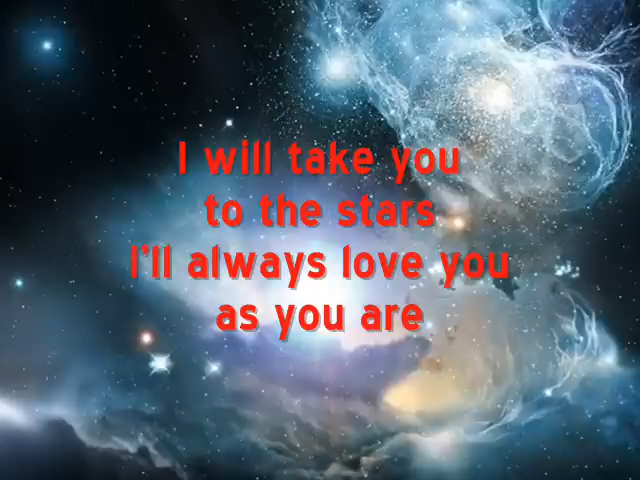 I will take you
to the stars
I'll always love you
as you are